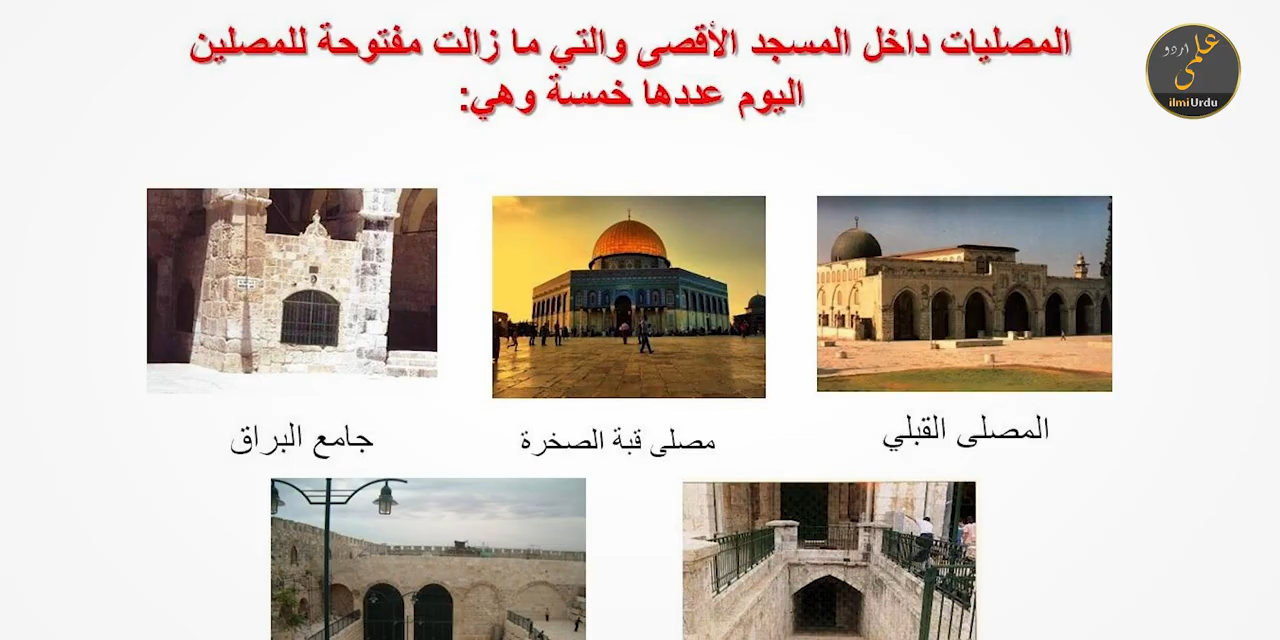 المصليات داخل المسجد الأقصى والتي ما زالت مفتوحة للمصلين
اليوم عددها خمسة وهي:
علمی اردو
ilmiUrdu
المصلى القبلي
مصلى قبة الصخرة
جامع البراق